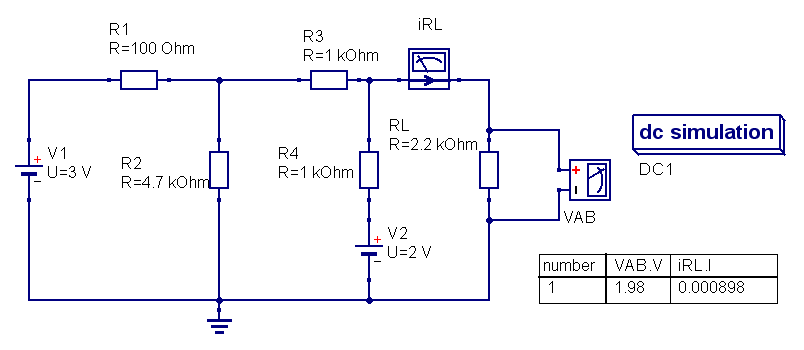 iRL
R1
R=100 Ohm
R3
R=1 kOhm
V1
U=3 V
R2
R=4.7 kOhm
R4
R=1 kOhm
RL
R=2.2 kOhm
V2
U=2 V
VAB
dc simulation
DC1
number VAB.V iRL.I
1 1.98 0.000898